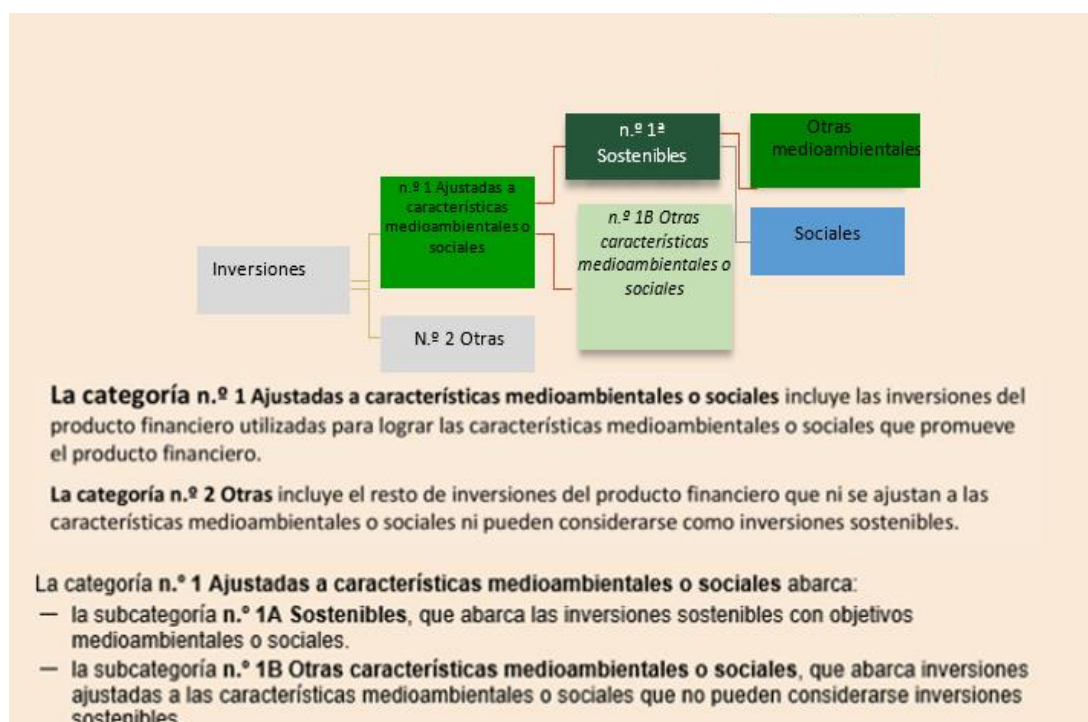 n.º 1ª
Sostenibles
Otras
medioambientales
n.º 1 Ajustadas a
características
medioambientales o
sociales
n.º 1B Otras
características
medioambientales o
sociales
Sociales
Inversiones
N.º 2 Otras
La categoría n.º 1 Ajustadas a características medioambientales o sociales incluye las inversiones del
producto financiero utilizadas para lograr las características medioambientales o sociales que promueve
el producto financiero.
La categoría n.º 2 Otras incluye el resto de inversiones del producto financiero que ni se ajustan a las
características medioambientales o sociales ni pueden considerarse como inversiones sostenibles.
La categoría n.º 1 Ajustadas a características medioambientales o sociales abarca:
— la subcategoría n.º 1A Sostenibles, que abarca las inversiones sostenibles con objetivos
medioambientales o sociales.
— la subcategoría n.º 1B Otras características medioambientales o sociales, que abarca inversiones
ajustadas a las características medioambientales o sociales que no pueden considerarse inversiones
sostenibles